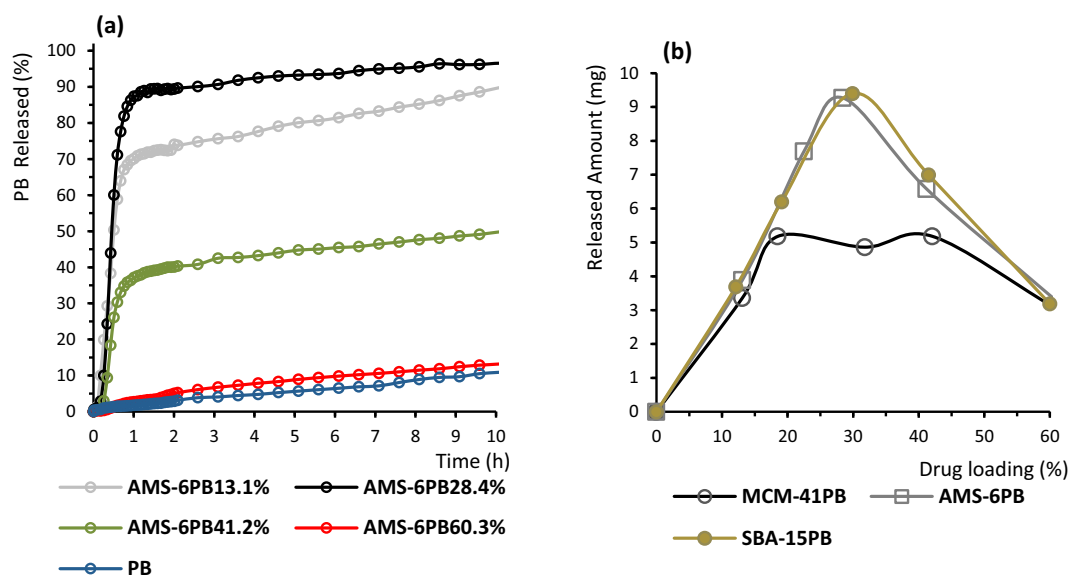 (a)
PB Released (%)
100
90
80
70
60
50
40
30
20
10
0
0 1 2 3 4 5 6 7 8 9 10
Time (h)
AMS-6PB13.1% AMS-6PB28.4%
AMS-6PB41.2% AMS-6PB60.3%
PB
(b)
Released Amount (mg)
10
9
8
7
6
5
4
3
2
1
0
0 10 20 30 40 50 60
Drug loading (%)
MCM-41PB AMS-6PB
SBA-15PB